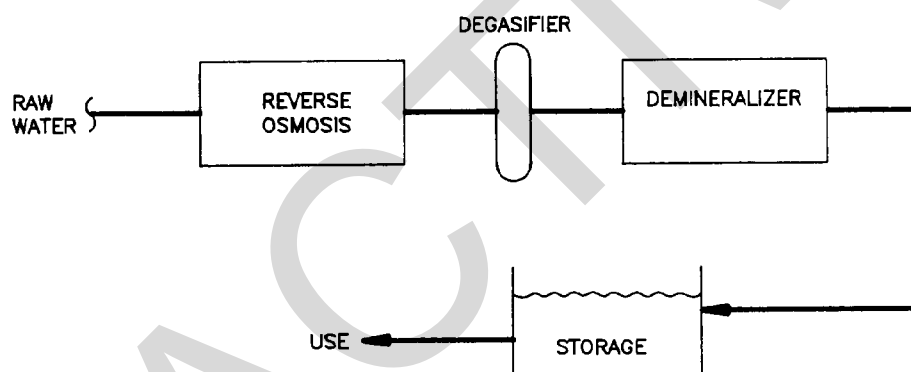 DEGASIFIER
RAW
WATER
REVERSE
OSMOSIS
DEMINERALIZER
USE
STORAGE